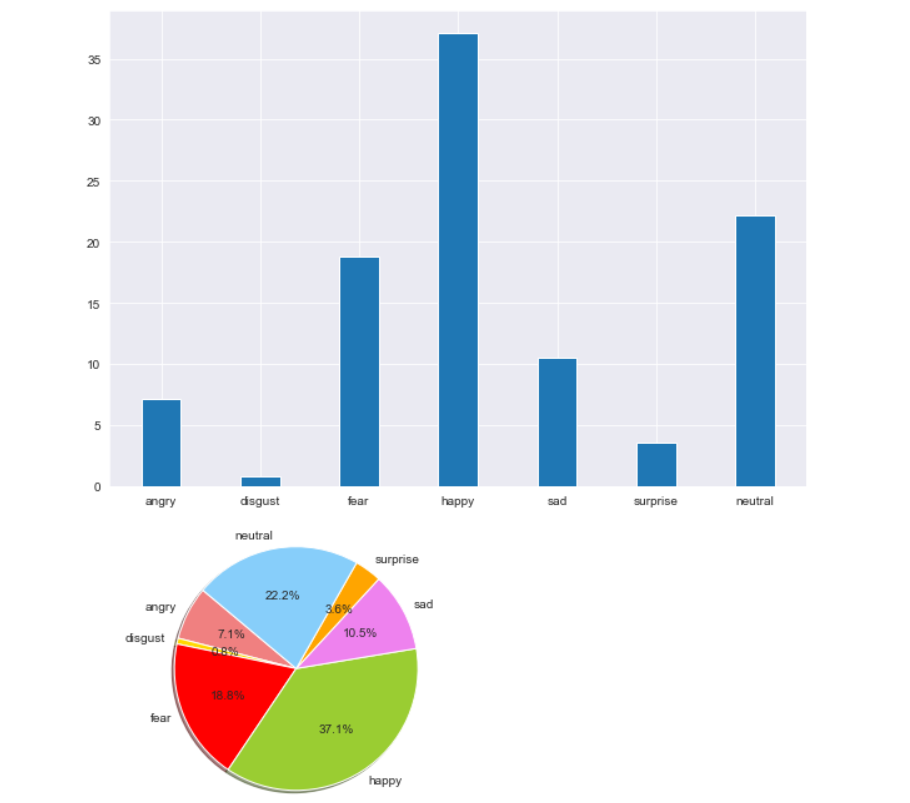 35
30
25
20
15
10
5
0
angry disgust fear happy sad surprise neutral
neutral
surprise
angry
sad
disgust
fear
happy
22.2%
3.6%
7.1%
10.5%
0.8%
18.8%
37.1%